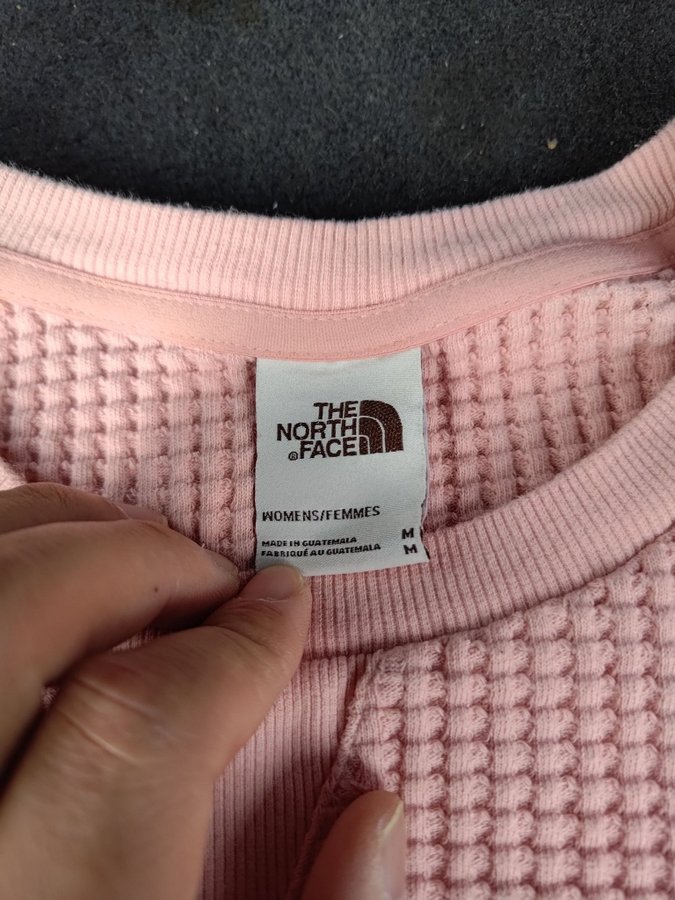 THE
NORTH
® FACE
WOMENS/FEMMES
MADE IN GUATEMALA M
FABRIQUÉ AU GUATEMALA M